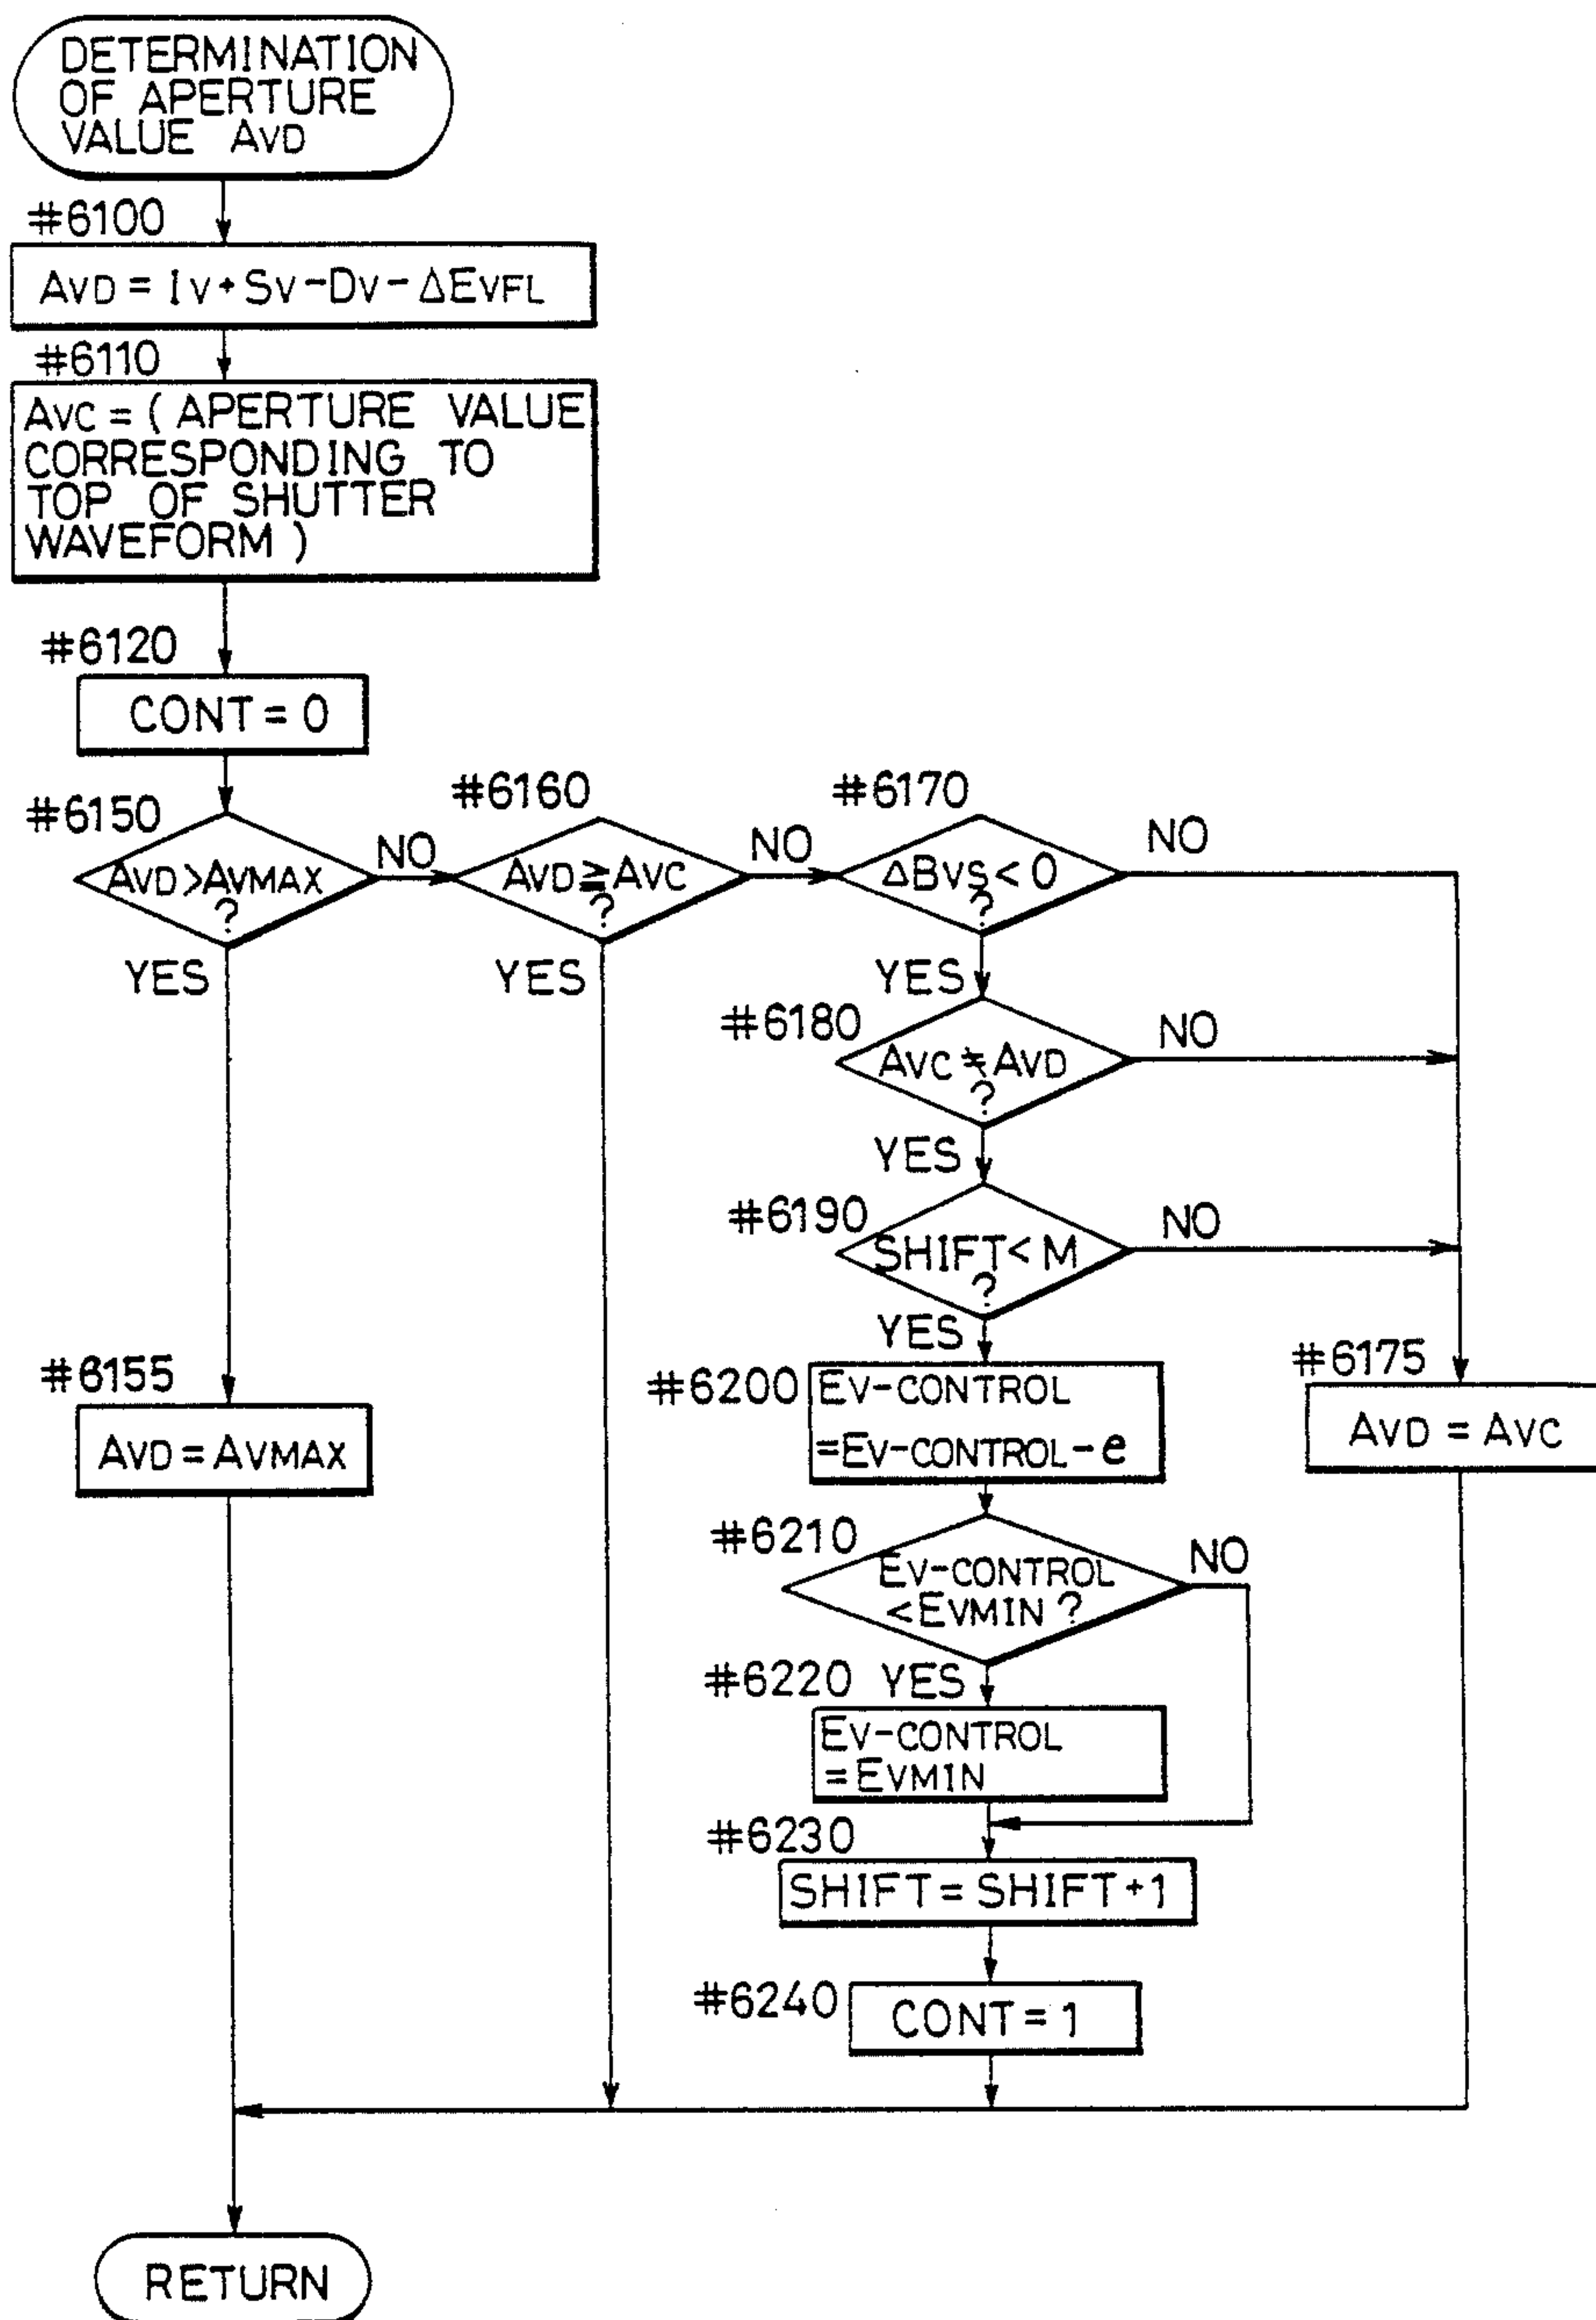 DETERMINATION
OF APERTURE
VALUE AVD
#6100
AVD = IV + SV - DV - ΔEVFL
#6110
AVC = ( APERTURE VALUE
CORRESPONDING TO
TOP OF SHUTTER
WAVEFORM )
#6120
CONT = 0
#6150
AVD > AVMAX
?
NO
YES
#6160
AVD ≧ AVC
?
NO
YES
#6170
ΔBVS < 0
?
NO
YES
#6180
AVC ≠ AVD
?
NO
YES
#6190
SHIFT < M
?
NO
YES
#6155
AVD = AVMAX
#6200
EV-CONTROL
= EV-CONTROL - e
#6175
AVD = AVC
#6210
EV-CONTROL
< EVMIN ?
NO
YES
#6220
EV-CONTROL
= EVMIN
#6230
SHIFT = SHIFT + 1
#6240
CONT = 1
RETURN